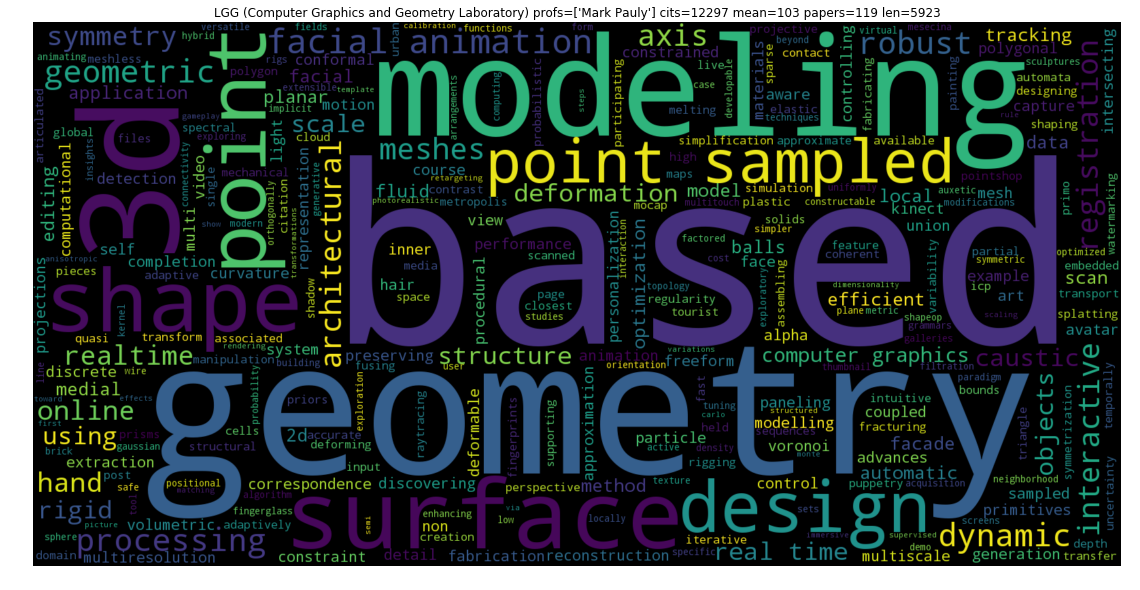 LGG (Computer Graphics and Geometry Laboratory) profs=['Mark Pauly'] cits=12297 mean=103 papers=119 len=5923
versatile hybrid fields calibration functions form projective virtual mesecina
symmetry facial animation axis robust tracking
animating meshless rigs conformal urban constrained live beyond contact polygonal sculptures
geometric point modeling materials sparse controlling
application polygon facial extensible template case automata designing
3d planar motion implicit arrangements computing steps probabilistic participating melting developable aware elastic techniques fabricating painting rule capture shaping intersecting
articulated global files gameplay exploring scale simplification approximate available data
spectral light cloud meshes point sampled registration
insights detection connectivity video single mechanical generative course high maps pointshop
editing computational multi modern show orthogonally citation representation architectural retargeting photorealistic
fluid contrast metropolis deformation model simulation uniformly auxetic local mesh
mocap multitouch plastic constructable kinect modifications primo watermarking
self transformations view interaction factored simpler solids union
anisotropic completion inner performance scanned balls feature coherent partial symmetric optimized
pieces adaptive curvature media cost face variability embedded
projections shape shadow hair space procedural page closest studies topology personalization optimization dimensionality example icp scan
based regularity tourist exploratory assembling efficient plane metric art transport
kernel shapeop grammars splatting
quasi transform associated rendering alpha galleries scaling avatar
line realtime system preserving structure animation variations freeform computer graphics caustic
discrete wire manipulation building fusing user orientation thumbnail filtration
medial toward effects probability priors exploration paradigm
online first geometry deformable approximation fast paneling intuitive bounds objects interactive temporally
prisms cells 2d accurate raytracing fingerprints supporting tuning carlo structured modelling coupled fracturing
using brick gaussian structural deforming particle held sequences voronoi facade triangle symmetrization
extraction input active density monte advances
hand post safe positional correspondence discovering rigging texture automatic neighborhood
matching tool algorithm perspective method control puppetry acquisition sampled uncertainty
rigid fingerglass surface enhancing non via locally design sets primitives
sphere picture volumetric adaptively semi creation low iterative screens immersive supervised dynamic
processing demo depth
domain multiresolution constraint detail fabrication reconstruction specific real time multiscale generation transfer